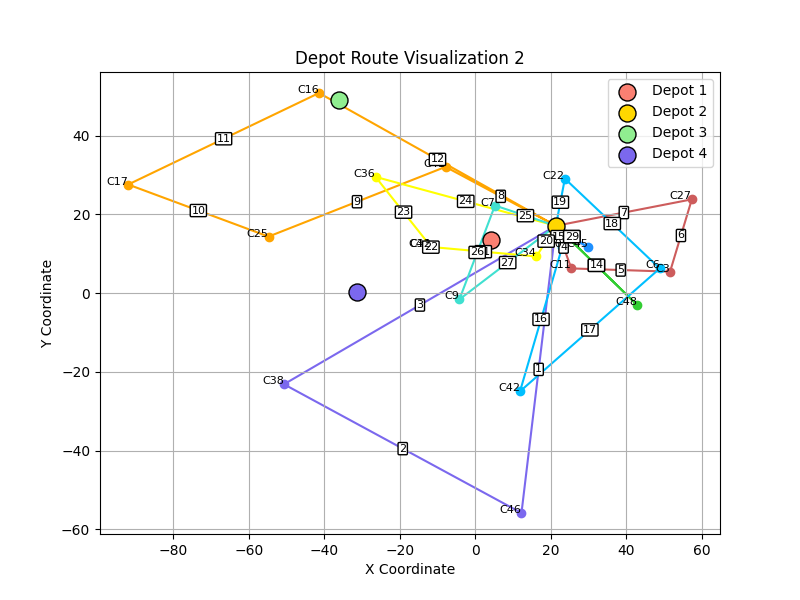 Depot Route Visualization 2
Depot 1
Depot 2
Depot 3
Depot 4
C16
11
12
C36
C17
10
9
24
8
C7
25
C22
19
18
7
C27
23
C25
22
26
20
29
C34
C11
27
14
5
C6
6
C9
3
C48
16
17
C38
1
C42
2
C46
40
20
0
−20
−40
−60
−80
−60
−40
−20
0
20
40
60
Y Coordinate
X Coordinate